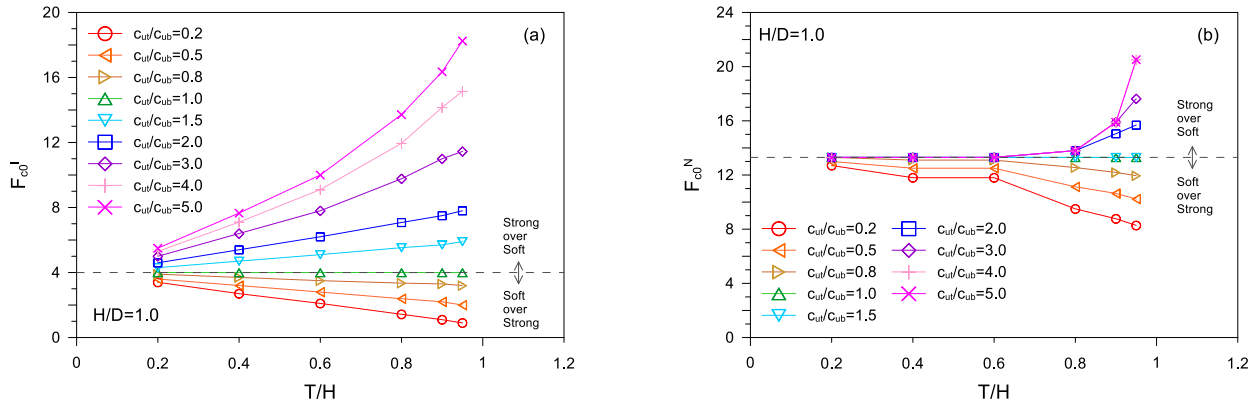 20
16
12
8
4
0
F_c0^I
c_ut/c_ub=0.2
c_ut/c_ub=0.5
c_ut/c_ub=0.8
c_ut/c_ub=1.0
c_ut/c_ub=1.5
c_ut/c_ub=2.0
c_ut/c_ub=3.0
c_ut/c_ub=4.0
c_ut/c_ub=5.0
(a)
Strong
over
Soft
Soft
over
Strong
H/D=1.0
0 0.2 0.4 0.6 0.8 1 1.2
T/H
24
20
16
12
8
4
0
F_c0^N
H/D=1.0
(b)
Strong
over
Soft
Soft
over
Strong
c_ut/c_ub=0.2 c_ut/c_ub=2.0
c_ut/c_ub=0.5 c_ut/c_ub=3.0
c_ut/c_ub=0.8 c_ut/c_ub=4.0
c_ut/c_ub=1.0 c_ut/c_ub=5.0
c_ut/c_ub=1.5
0 0.2 0.4 0.6 0.8 1 1.2
T/H